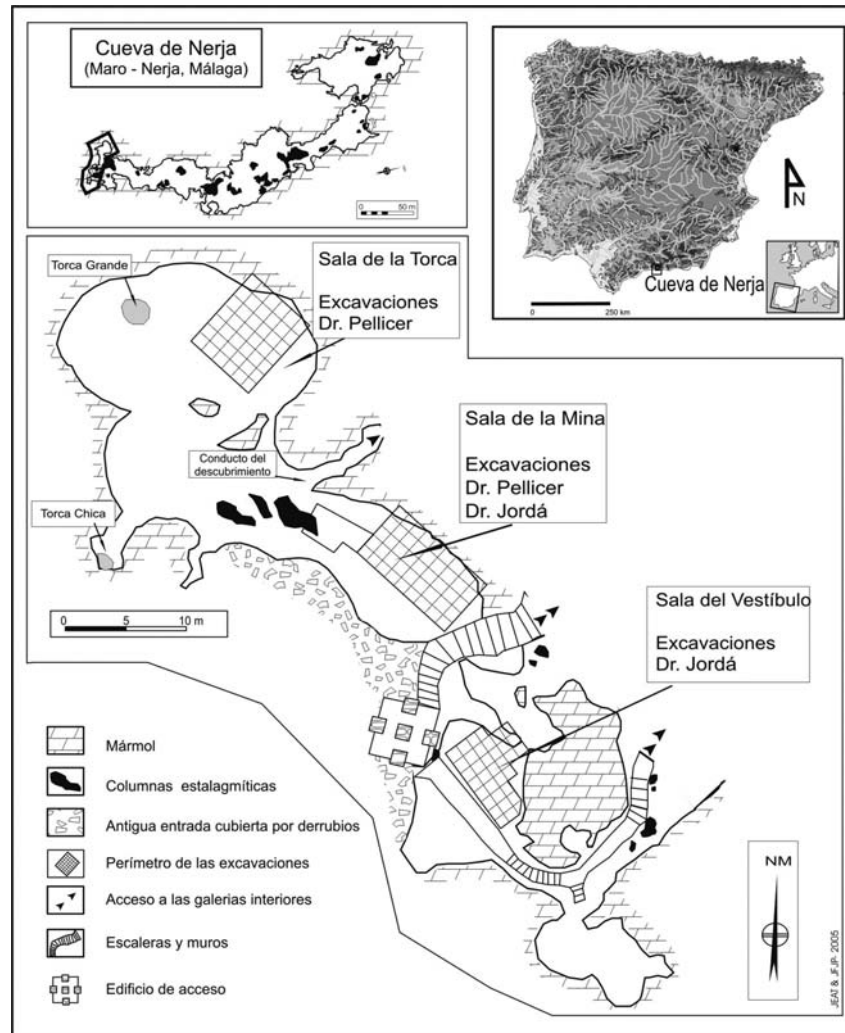 Cueva de Nerja
(Maro - Nerja, Málaga)
0 50 m
N
Cueva de Nerja
0 250 km
Torca Grande
Sala de la Torca
Excavaciones
Dr. Pellicer
Sala de la Mina
Excavaciones
Dr. Pellicer
Dr. Jordá
Conducto del
descubrimiento
Torca Chica
0 5 10 m
Sala del Vestíbulo
Excavaciones
Dr. Jordá
Mármol
Columnas estalagmíticas
Antigua entrada cubierta por derrubios
Perímetro de las excavaciones
Acceso a las galerias interiores
Escaleras y muros
Edificio de acceso
NM
JEAT & JFJP- 2005